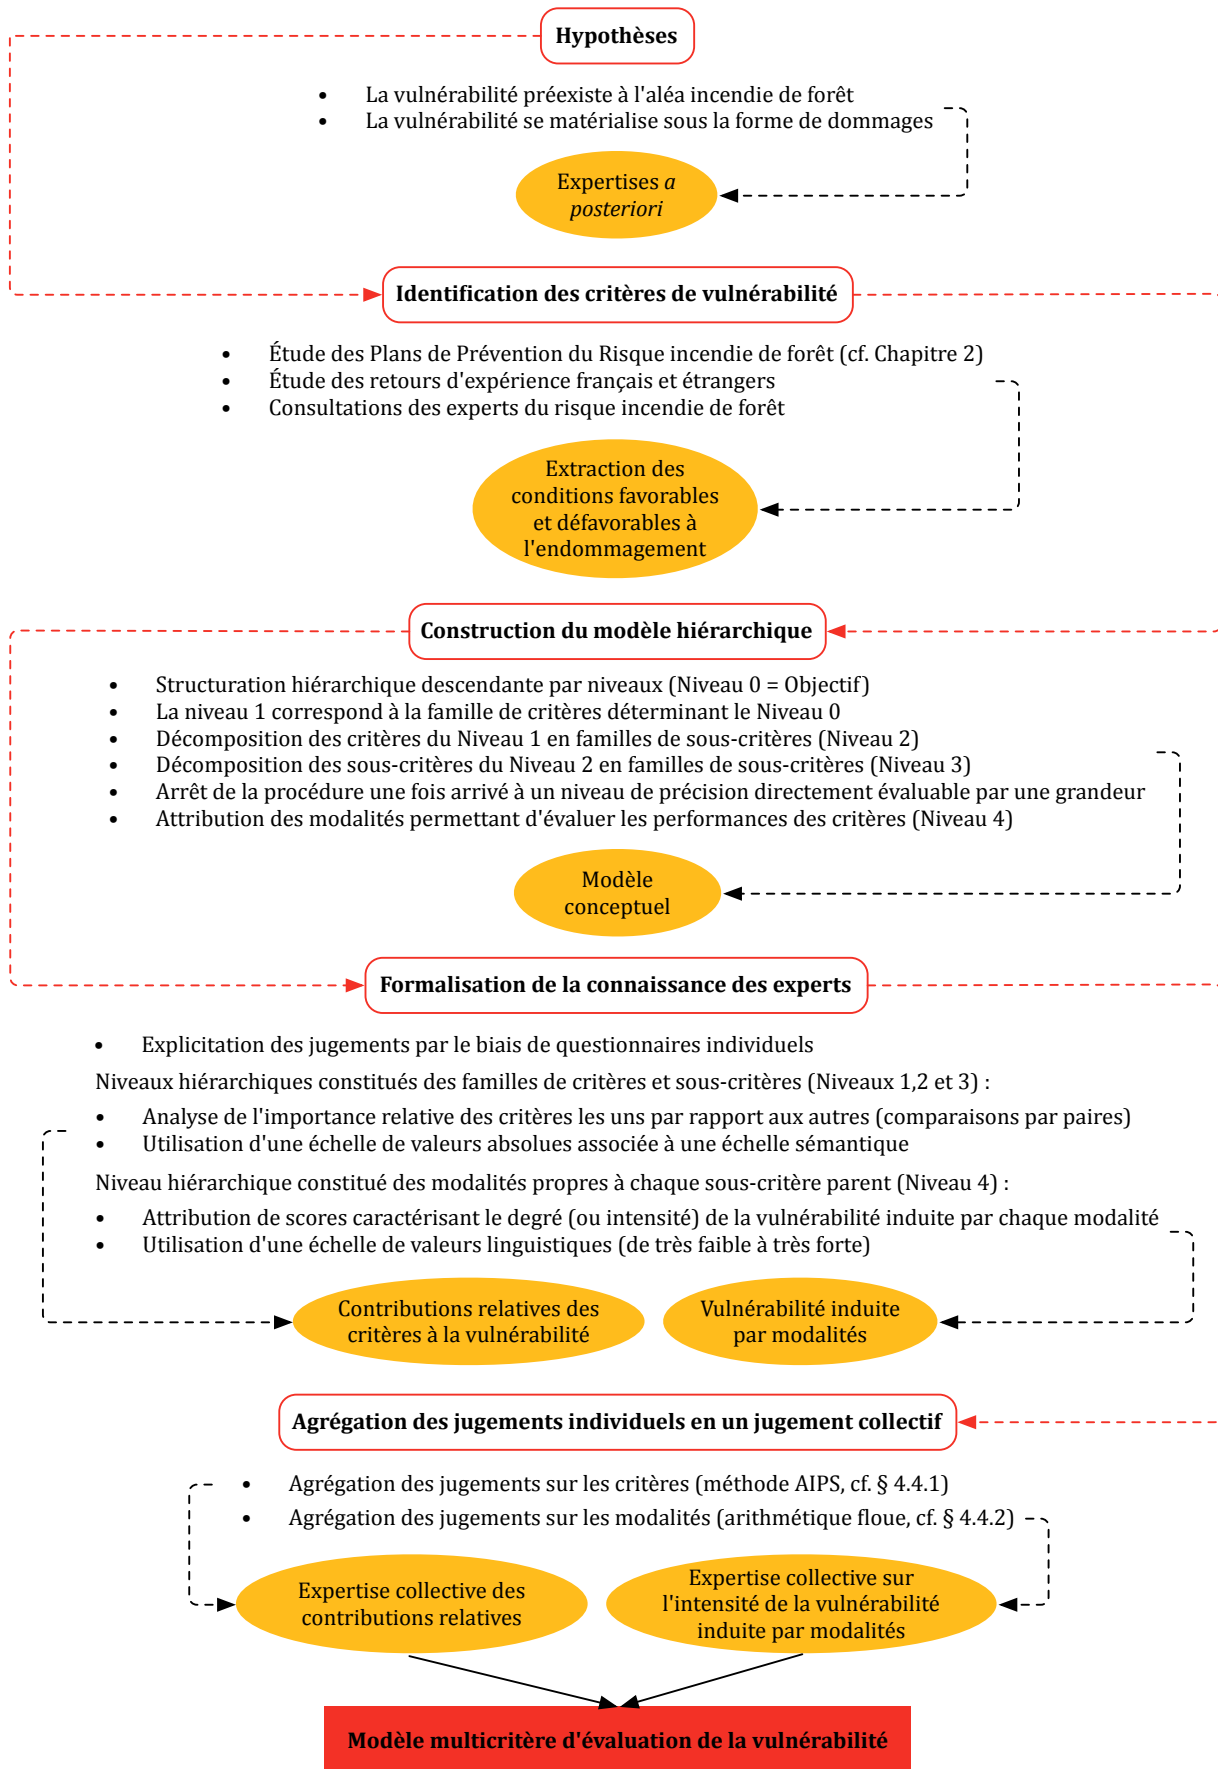 Hypothèses
• La vulnérabilité préexiste à l'aléa incendie de forêt
• La vulnérabilité se matérialise sous la forme de dommages
Expertises a
posteriori
Identification des critères de vulnérabilité
• Étude des Plans de Prévention du Risque incendie de forêt (cf. Chapitre 2)
• Étude des retours d'expérience français et étrangers
• Consultations des experts du risque incendie de forêt
Extraction des
conditions favorables
et défavorables à
l'endommagement
Construction du modèle hiérarchique
• Structuration hiérarchique descendante par niveaux (Niveau 0 = Objectif)
• La niveau 1 correspond à la famille de critères déterminant le Niveau 0
• Décomposition des critères du Niveau 1 en familles de sous-critères (Niveau 2)
• Décomposition des sous-critères du Niveau 2 en familles de sous-critères (Niveau 3)
• Arrêt de la procédure une fois arrivé à un niveau de précision directement évaluable par une grandeur
• Attribution des modalités permettant d'évaluer les performances des critères (Niveau 4)
Modèle
conceptuel
Formalisation de la connaissance des experts
• Explicitation des jugements par le biais de questionnaires individuels
Niveaux hiérarchiques constitués des familles de critères et sous-critères (Niveaux 1,2 et 3) :
• Analyse de l'importance relative des critères les uns par rapport aux autres (comparaisons par paires)
• Utilisation d'une échelle de valeurs absolues associée à une échelle sémantique
Niveau hiérarchique constitué des modalités propres à chaque sous-critère parent (Niveau 4) :
• Attribution de scores caractérisant le degré (ou intensité) de la vulnérabilité induite par chaque modalité
• Utilisation d'une échelle de valeurs linguistiques (de très faible à très forte)
Contributions relatives des
critères à la vulnérabilité
Vulnérabilité induite
par modalités
Agrégation des jugements individuels en un jugement collectif
• Agrégation des jugements sur les critères (méthode AIPS, cf. § 4.4.1)
• Agrégation des jugements sur les modalités (arithmétique floue, cf. § 4.4.2)
Expertise collective des
contributions relatives
Expertise collective sur
l'intensité de la vulnérabilité
induite par modalités
Modèle multicritère d'évaluation de la vulnérabilité